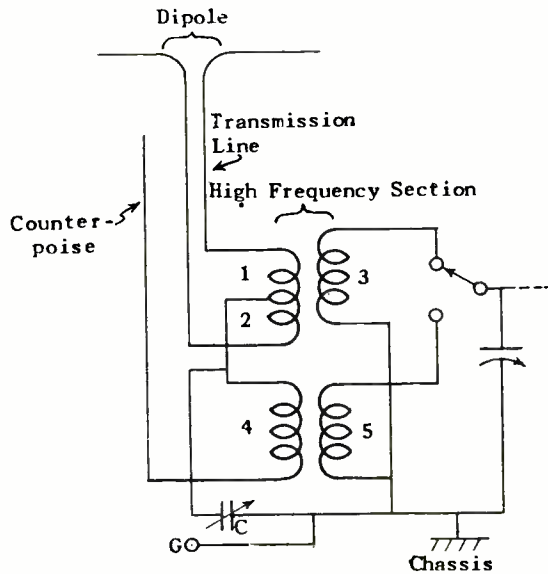 Dipole
Transmission
Line
High Frequency Section
Counter-
poise
1
3
2
4
5
C
G
Chassis